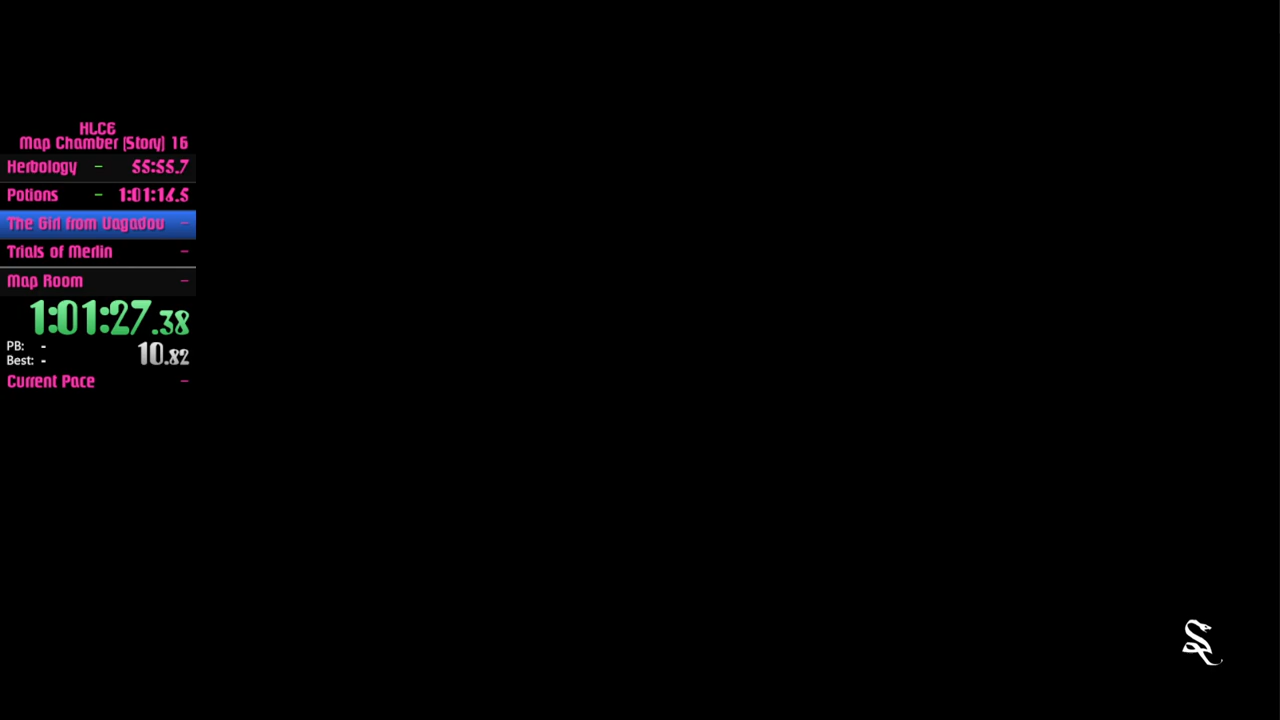 HLCE
Map Chamber (Story) 16
Herbology - 55:55.7
Potions - 1:01:16.5
The Girl from Uagadou -
Trials of Merlin -
Map Room -
1:01:27.38
PB: - 10.82
Best: -
Current Pace -